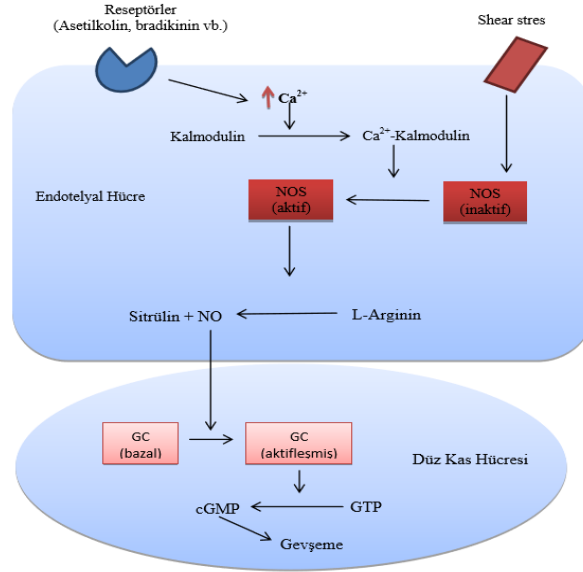 Reseptörler
(Asetilkolin, bradikinin vb.)
Shear stres
Ca²⁺
Kalmodulin
Ca²⁺-Kalmodulin
Endotelyal Hücre
NOS
(aktif)
NOS
(inaktif)
Sitrülin + NO
L-Arginin
GC
(bazal)
GC
(aktifleşmiş)
Düz Kas Hücresi
cGMP
GTP
Gevşeme